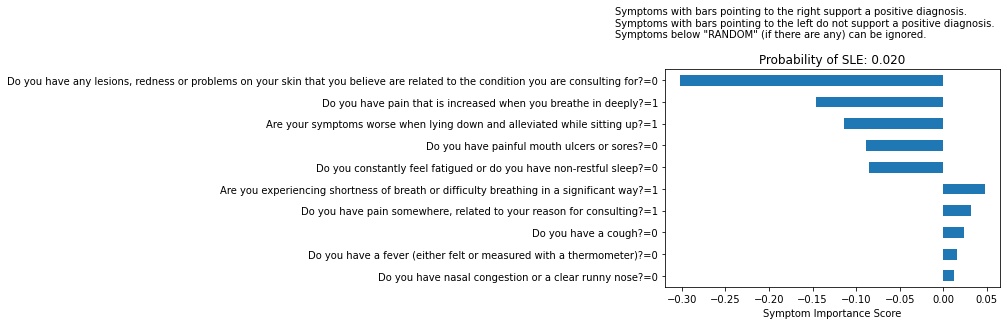 Symptoms with bars pointing to the right support a positive diagnosis.
Symptoms with bars pointing to the left do not support a positive diagnosis.
Symptoms below "RANDOM" (if there are any) can be ignored.
Probability of SLE: 0.020
Do you have any lesions, redness or problems on your skin that you believe are related to the condition you are consulting for?=0
Do you have pain that is increased when you breathe in deeply?=1
Are your symptoms worse when lying down and alleviated while sitting up?=1
Do you have painful mouth ulcers or sores?=0
Do you constantly feel fatigued or do you have non-restful sleep?=0
Are you experiencing shortness of breath or difficulty breathing in a significant way?=1
Do you have pain somewhere, related to your reason for consulting?=1
Do you have a cough?=0
Do you have a fever (either felt or measured with a thermometer)?=0
Do you have nasal congestion or a clear runny nose?=0
−0.30 −0.25 −0.20 −0.15 −0.10 −0.05 0.00 0.05
Symptom Importance Score